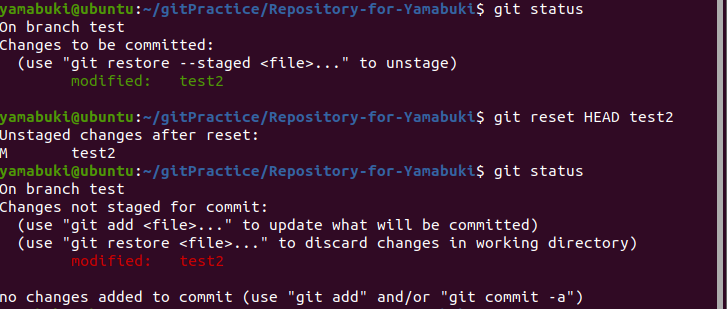 yamabuki@ubuntu:~/gitPractice/Repository-for-Yamabuki$ git status
On branch test
Changes to be committed:
  (use "git restore --staged <file>..." to unstage)
        modified:   test2

yamabuki@ubuntu:~/gitPractice/Repository-for-Yamabuki$ git reset HEAD test2
Unstaged changes after reset:
M       test2
yamabuki@ubuntu:~/gitPractice/Repository-for-Yamabuki$ git status
On branch test
Changes not staged for commit:
  (use "git add <file>..." to update what will be committed)
  (use "git restore <file>..." to discard changes in working directory)
        modified:   test2

no changes added to commit (use "git add" and/or "git commit -a")